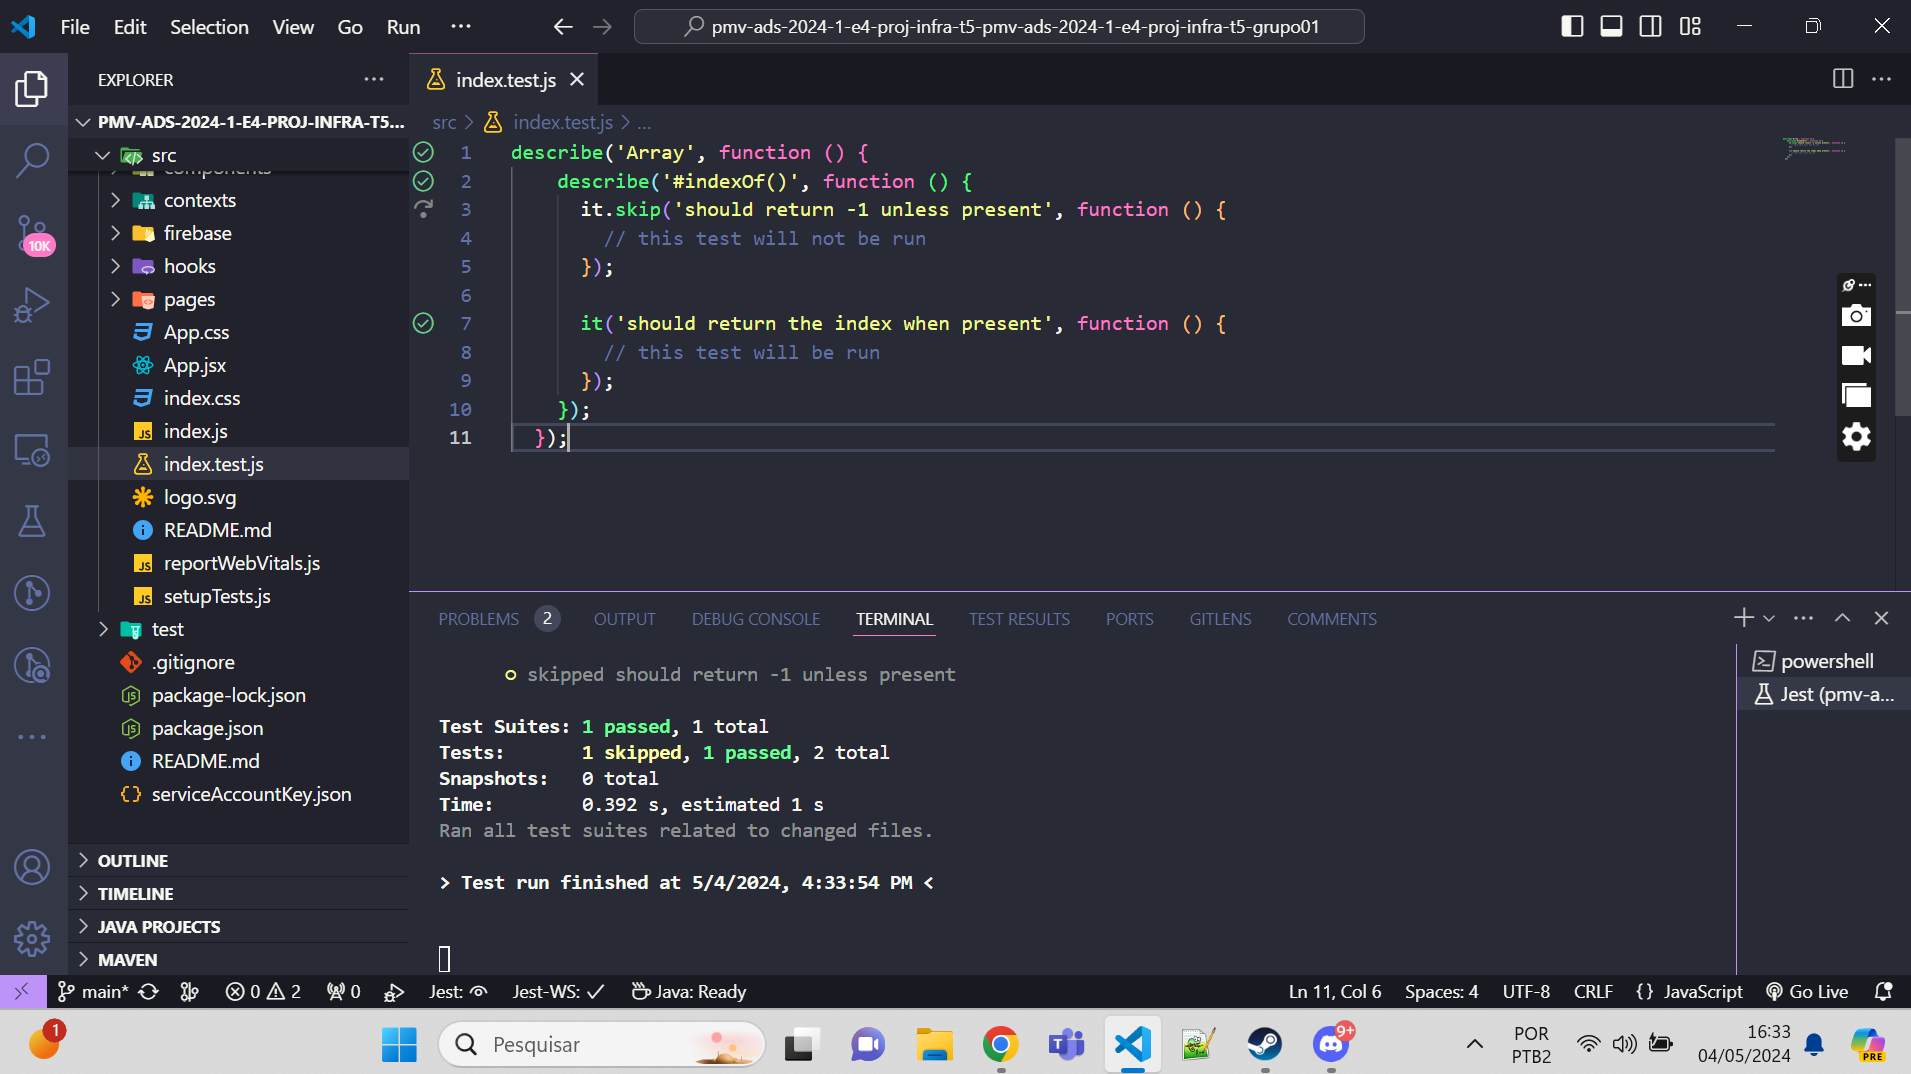 File Edit Selection View Go Run ···
pmv-ads-2024-1-e4-proj-infra-t5-pmv-ads-2024-1-e4-proj-infra-t5-grupo01
EXPLORER
PMV-ADS-2024-1-E4-PROJ-INFRA-T5...
src
components
contexts
firebase
hooks
pages
App.css
App.jsx
index.css
index.js
index.test.js
logo.svg
README.md
reportWebVitals.js
setupTests.js
test
.gitignore
package-lock.json
package.json
README.md
serviceAccountKey.json
OUTLINE
TIMELINE
JAVA PROJECTS
MAVEN
10K
index.test.js
src > index.test.js > ...
1 describe('Array', function () {
2 describe('#indexOf()', function () {
3 it.skip('should return -1 unless present', function () {
4 // this test will not be run
5 });
6
7 it('should return the index when present', function () {
8 // this test will be run
9 });
10 });
11 });
PROBLEMS 2 OUTPUT DEBUG CONSOLE TERMINAL TEST RESULTS PORTS GITLENS COMMENTS
○ skipped should return -1 unless present
Test Suites: 1 passed, 1 total
Tests: 1 skipped, 1 passed, 2 total
Snapshots: 0 total
Time: 0.392 s, estimated 1 s
Ran all test suites related to changed files.
> Test run finished at 5/4/2024, 4:33:54 PM <
powershell
Jest (pmv-a...
main* 0 2 0 Jest: Jest-WS: ✓ Java: Ready
Ln 11, Col 6 Spaces: 4 UTF-8 CRLF {} JavaScript Go Live
1
Pesquisar
9+
POR
PTB2
16:33
04/05/2024
PRE